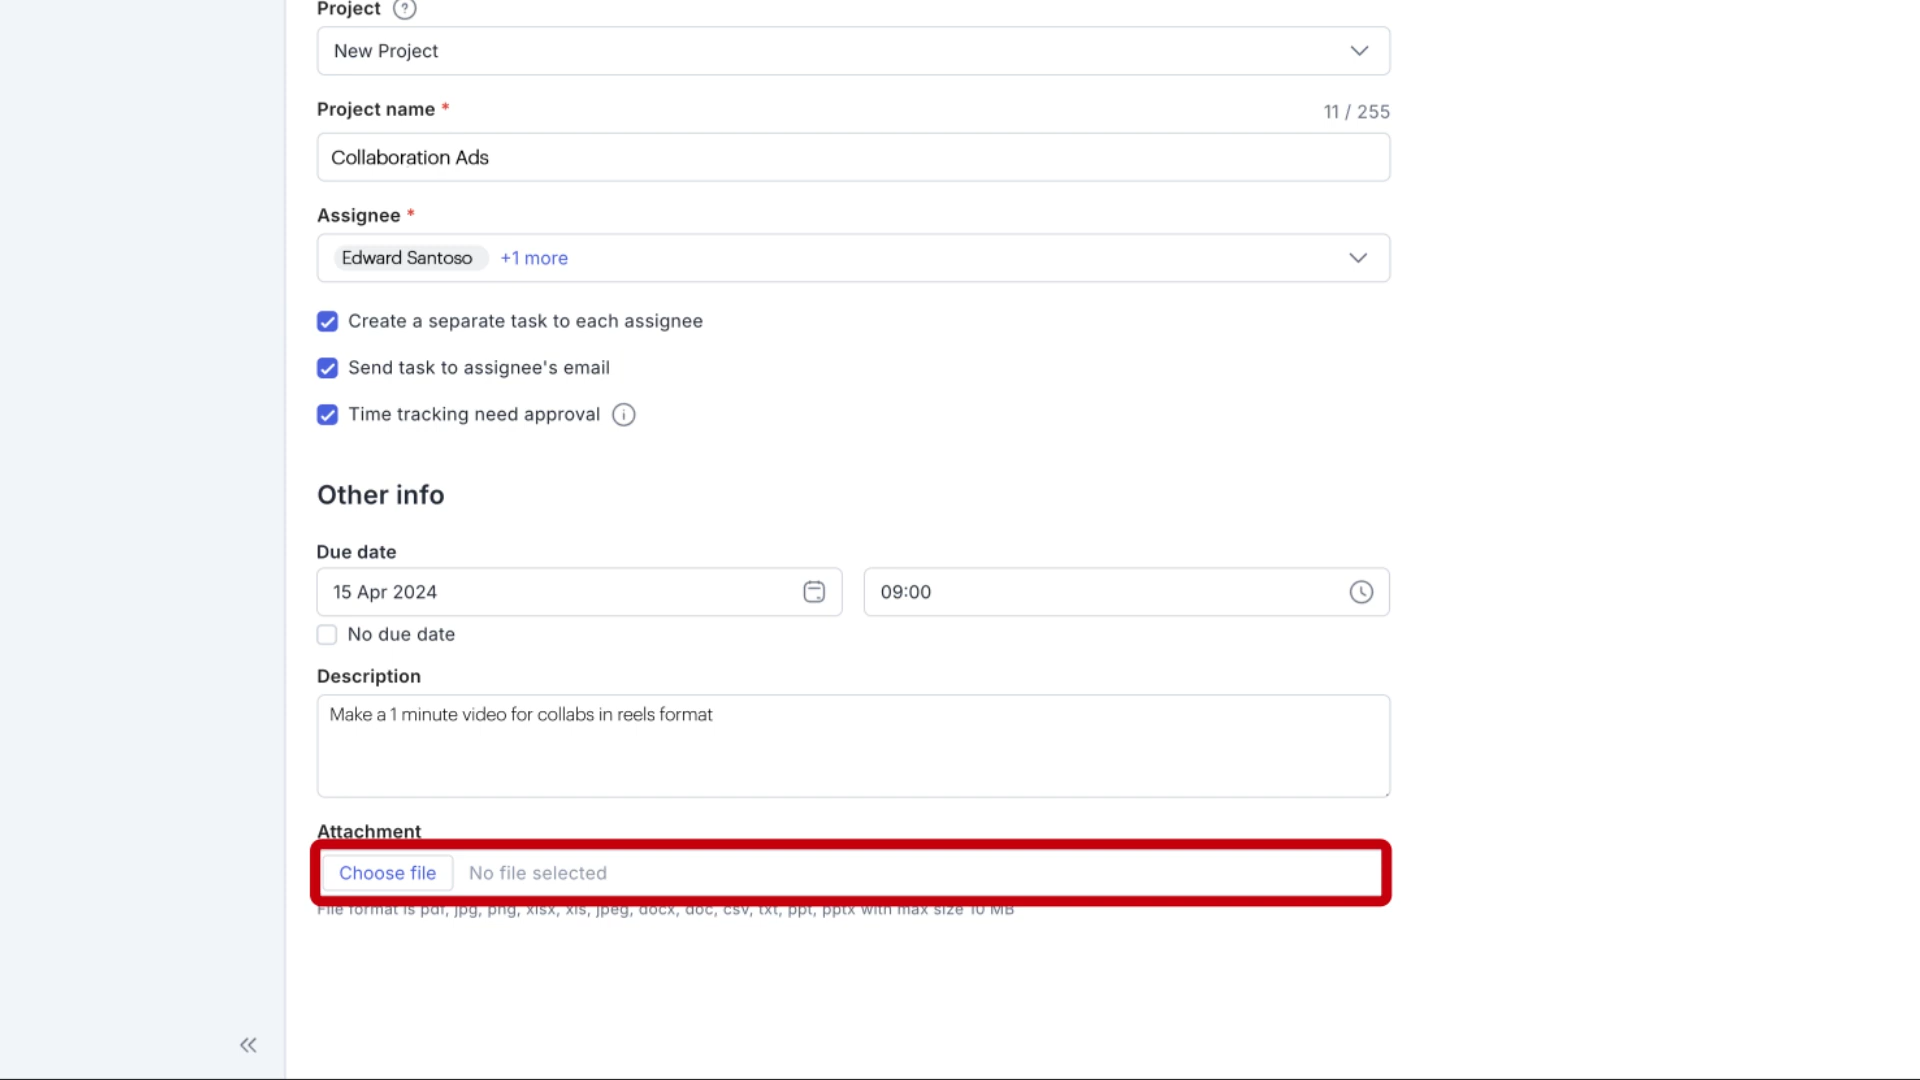 Project ?
New Project
Project name *
11 / 255
Collaboration Ads
Assignee *
Edward Santoso +1 more
Create a separate task to each assignee
Send task to assignee's email
Time tracking need approval
Other info
Due date
15 Apr 2024
09:00
No due date
Description
Make a 1 minute video for collabs in reels format
Attachment
Choose file No file selected
File format is pdf, jpg, png, xlsx, xls, jpeg, docx, doc, csv, txt, ppt, pptx with max size 10 MB